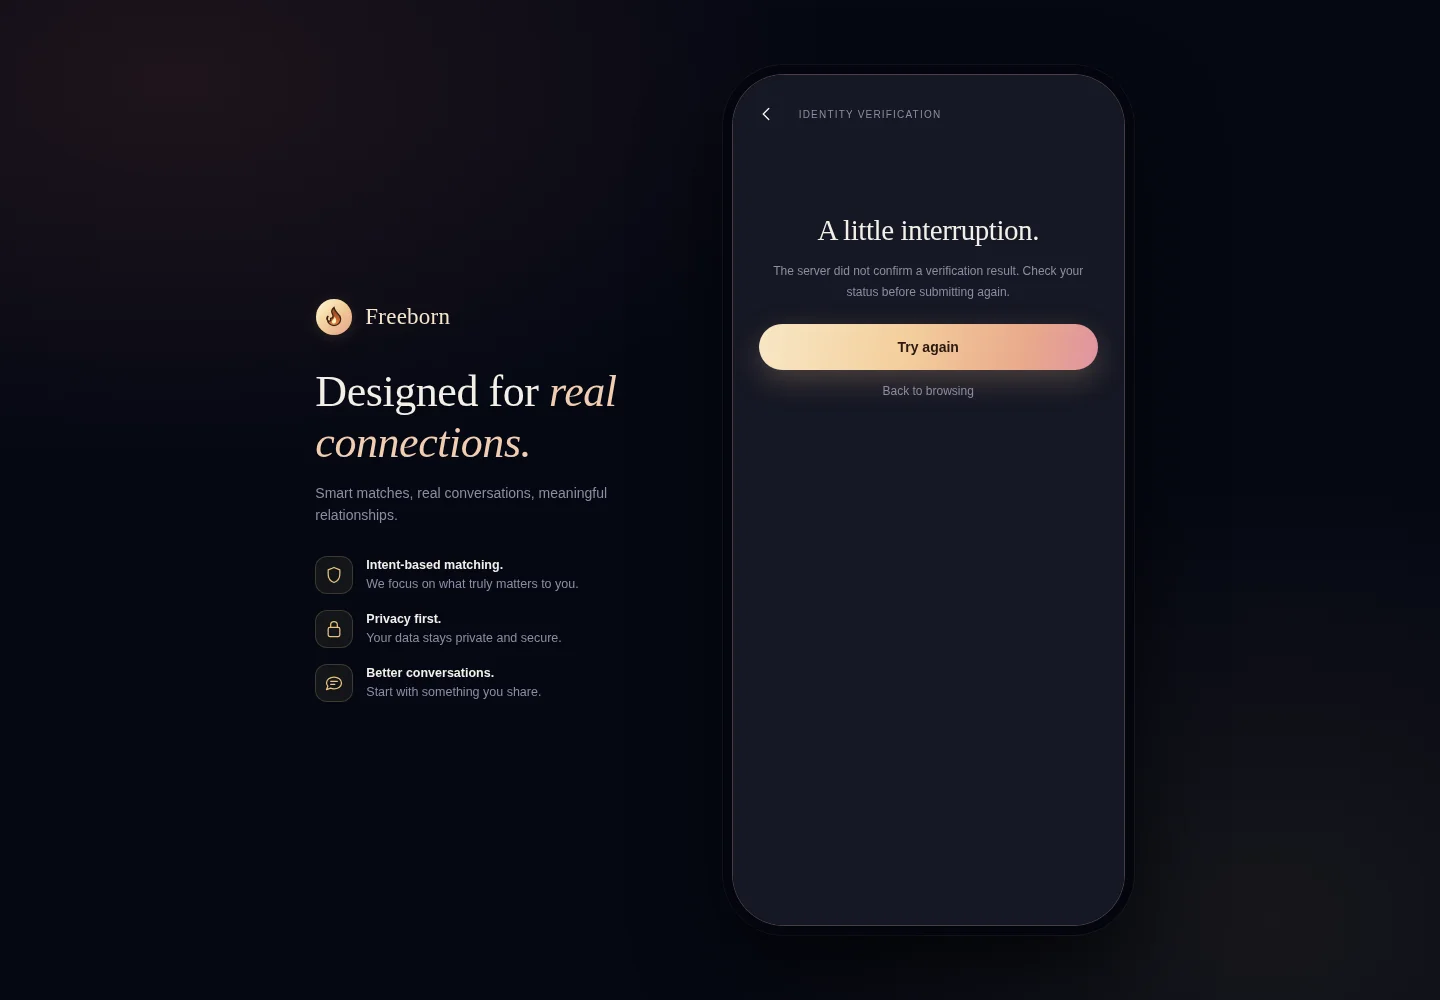 Freeborn
Designed for real
connections.
Smart matches, real conversations, meaningful
relationships.
Intent-based matching.
We focus on what truly matters to you.
Privacy first.
Your data stays private and secure.
Better conversations.
Start with something you share.
IDENTITY VERIFICATION
A little interruption.
The server did not confirm a verification result. Check your
status before submitting again.
Try again
Back to browsing